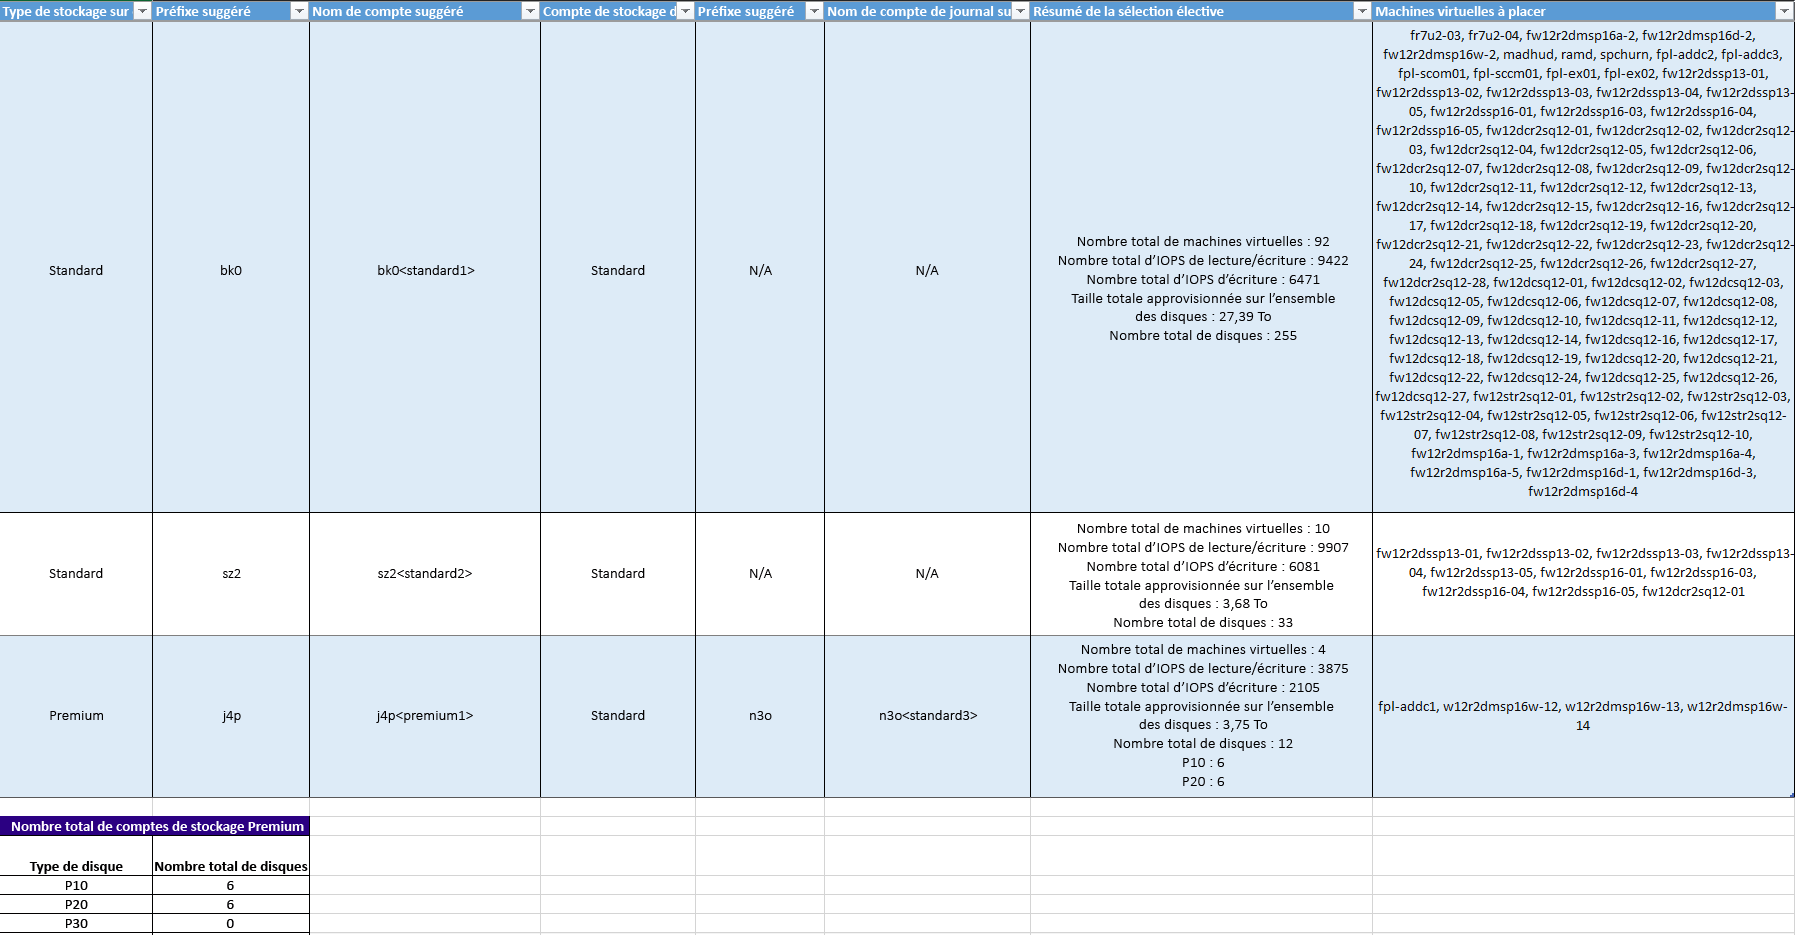 Type de stockage sur
Préfixe suggéré
Nom de compte suggéré
Compte de stockage d
Préfixe suggéré
Nom de compte de journal su
Résumé de la sélection élective
Machines virtuelles à placer
Standard
bk0
bk0<standard1>
Standard
N/A
N/A
Nombre total de machines virtuelles : 92
Nombre total d’IOPS de lecture/écriture : 9422
Nombre total d’IOPS d’écriture : 6471
Taille totale approvisionnée sur l’ensemble
des disques : 27,39 To
Nombre total de disques : 255
fr7u2-03, fr7u2-04, fw12r2dmsp16a-2, fw12r2dmsp16d-2,
fw12r2dmsp16w-2, madhud, ramd, spchurn, fpl-addc2, fpl-addc3,
fpl-scom01, fpl-sccm01, fpl-ex01, fpl-ex02, fw12r2dssp13-01,
fw12r2dssp13-02, fw12r2dssp13-03, fw12r2dssp13-04, fw12r2dssp13-
05, fw12r2dssp16-01, fw12r2dssp16-03, fw12r2dssp16-04,
fw12r2dssp16-05, fw12dcr2sq12-01, fw12dcr2sq12-02, fw12dcr2sq12-
03, fw12dcr2sq12-04, fw12dcr2sq12-05, fw12dcr2sq12-06,
fw12dcr2sq12-07, fw12dcr2sq12-08, fw12dcr2sq12-09, fw12dcr2sq12-
10, fw12dcr2sq12-11, fw12dcr2sq12-12, fw12dcr2sq12-13,
fw12dcr2sq12-14, fw12dcr2sq12-15, fw12dcr2sq12-16, fw12dcr2sq12-
17, fw12dcr2sq12-18, fw12dcr2sq12-19, fw12dcr2sq12-20,
fw12dcr2sq12-21, fw12dcr2sq12-22, fw12dcr2sq12-23, fw12dcr2sq12-
24, fw12dcr2sq12-25, fw12dcr2sq12-26, fw12dcr2sq12-27,
fw12dcr2sq12-28, fw12dcsq12-01, fw12dcsq12-02, fw12dcsq12-03,
fw12dcsq12-05, fw12dcsq12-06, fw12dcsq12-07, fw12dcsq12-08,
fw12dcsq12-09, fw12dcsq12-10, fw12dcsq12-11, fw12dcsq12-12,
fw12dcsq12-13, fw12dcsq12-14, fw12dcsq12-16, fw12dcsq12-17,
fw12dcsq12-18, fw12dcsq12-19, fw12dcsq12-20, fw12dcsq12-21,
fw12dcsq12-22, fw12dcsq12-24, fw12dcsq12-25, fw12dcsq12-26,
fw12dcsq12-27, fw12str2sq12-01, fw12str2sq12-02, fw12str2sq12-03,
fw12str2sq12-04, fw12str2sq12-05, fw12str2sq12-06, fw12str2sq12-
07, fw12str2sq12-08, fw12str2sq12-09, fw12str2sq12-10,
fw12r2dmsp16a-1, fw12r2dmsp16a-3, fw12r2dmsp16a-4,
fw12r2dmsp16a-5, fw12r2dmsp16d-1, fw12r2dmsp16d-3,
fw12r2dmsp16d-4
Standard
sz2
sz2<standard2>
Standard
N/A
N/A
Nombre total de machines virtuelles : 10
Nombre total d’IOPS de lecture/écriture : 9907
Nombre total d’IOPS d’écriture : 6081
Taille totale approvisionnée sur l’ensemble
des disques : 3,68 To
Nombre total de disques : 33
fw12r2dssp13-01, fw12r2dssp13-02, fw12r2dssp13-03, fw12r2dssp13-
04, fw12r2dssp13-05, fw12r2dssp16-01, fw12r2dssp16-03,
fw12r2dssp16-04, fw12r2dssp16-05, fw12dcr2sq12-01
Premium
j4p
j4p<premium1>
Standard
n3o
n3o<standard3>
Nombre total de machines virtuelles : 4
Nombre total d’IOPS de lecture/écriture : 3875
Nombre total d’IOPS d’écriture : 2105
Taille totale approvisionnée sur l’ensemble
des disques : 3,75 To
Nombre total de disques : 12
P10 : 6
P20 : 6
fpl-addc1, w12r2dmsp16w-12, w12r2dmsp16w-13, w12r2dmsp16w-
14
Nombre total de comptes de stockage Premium
Type de disque
Nombre total de disques
P10
6
P20
6
P30
0